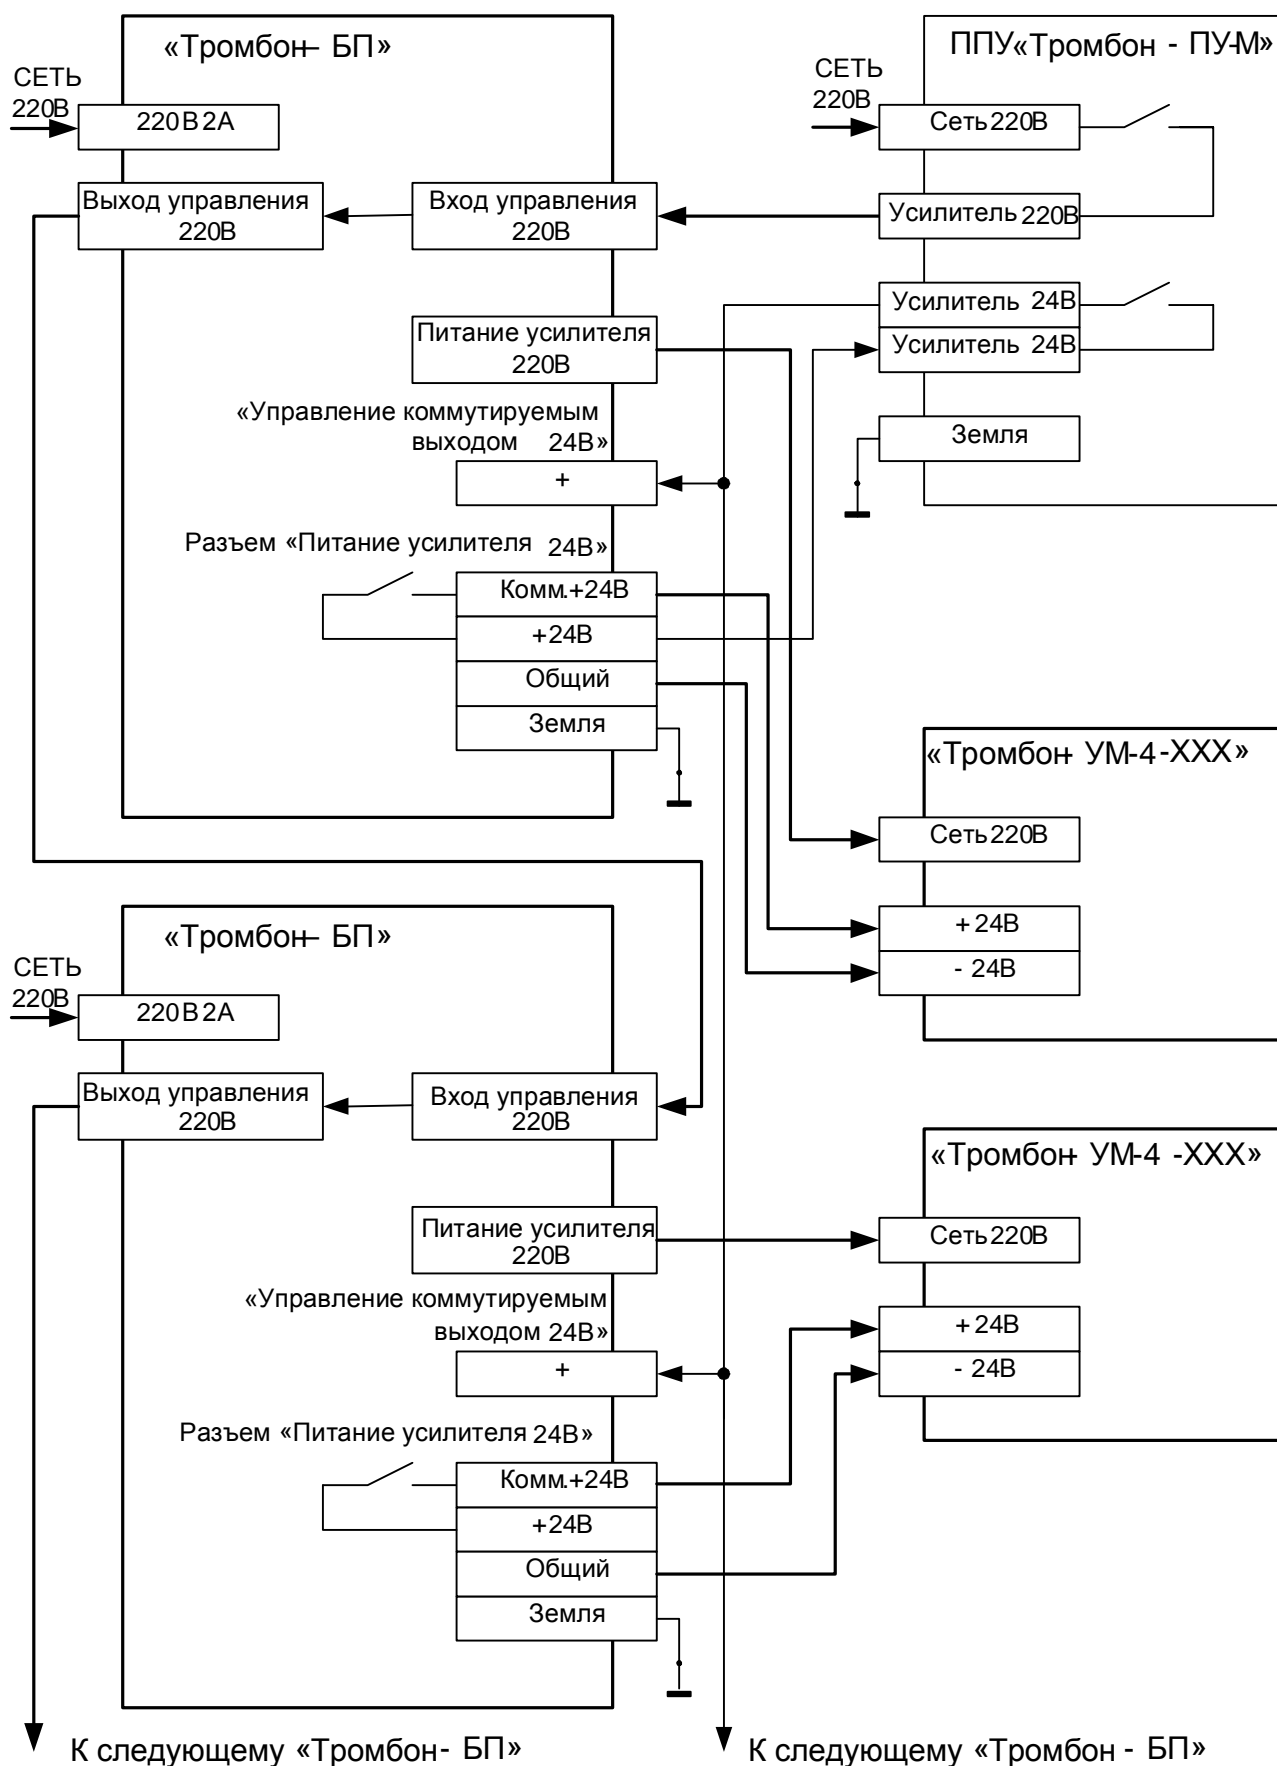 «Тромбон– БП»
СЕТЬ
220В
220В 2А
Выход управления
220В
Вход управления
220В
Питание усилителя
220В
«Управление коммутируемым
выходом 24В»
+
Разъем «Питание усилителя 24В»
Комм.+24В
+24В
Общий
Земля
ППУ«Тромбон - ПУ-М»
СЕТЬ
220В
Сеть 220В
Усилитель 220В
Усилитель 24В
Усилитель 24В
Земля
«Тромбон- УМ-4-ХХХ»
Сеть 220В
+ 24В
- 24В
«Тромбон– БП»
СЕТЬ
220В
220В 2А
Выход управления
220В
Вход управления
220В
Питание усилителя
220В
«Управление коммутируемым
выходом 24В»
+
Разъем «Питание усилителя 24В»
Комм.+24В
+24В
Общий
Земля
«Тромбон- УМ-4 -ХХХ»
Сеть 220В
+ 24В
- 24В
К следующему «Тромбон- БП»
К следующему «Тромбон - БП»